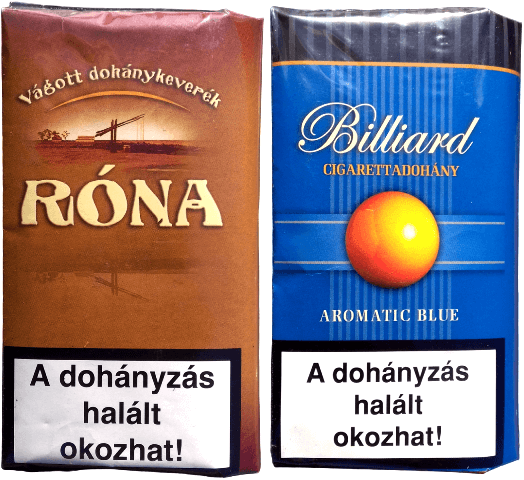 Vágott dohánykeverék
RÓNA
A dohányzás
halált
okozhat!
Billiard
CIGARETTADOHÁNY
AROMATIC BLUE
A dohányzás
halált
okozhat!